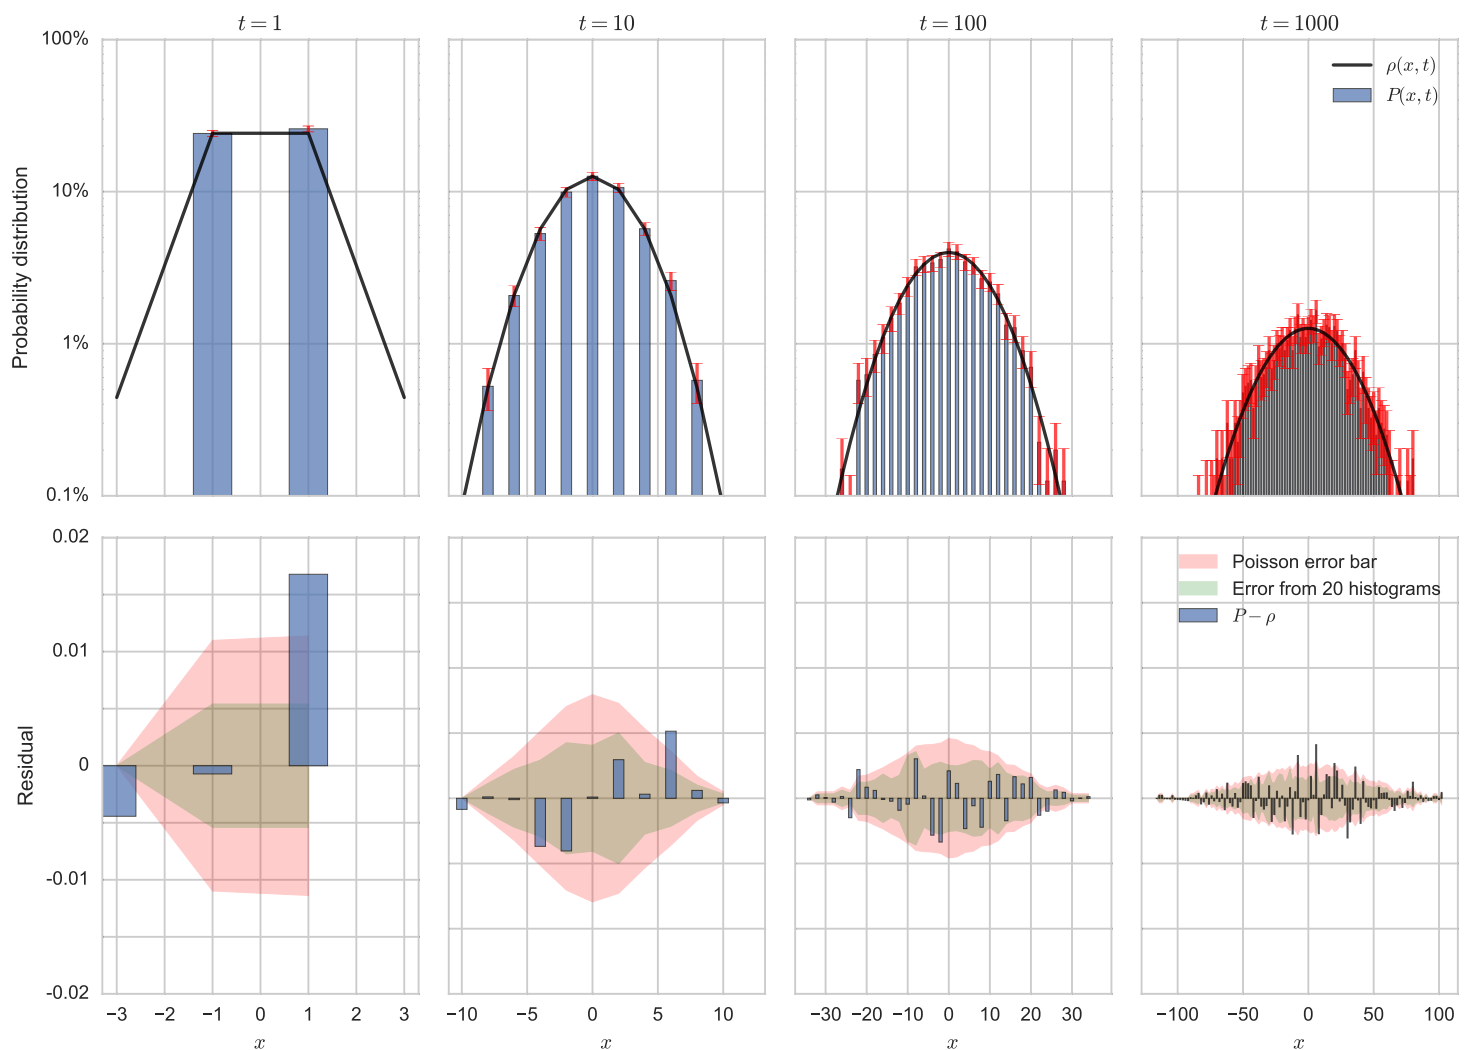 t = 1
t = 10
t = 100
t = 1000
Probability distribution
100%
10%
1%
0.1%
ρ(x, t)
P(x, t)
Residual
0.02
0.01
0
-0.01
-0.02
Poisson error bar
Error from 20 histograms
P − ρ
−3 −2 −1 0 1 2 3
−10 −5 0 5 10
−30 −20 −10 0 10 20 30
−100 −50 0 50 100
x
x
x
x